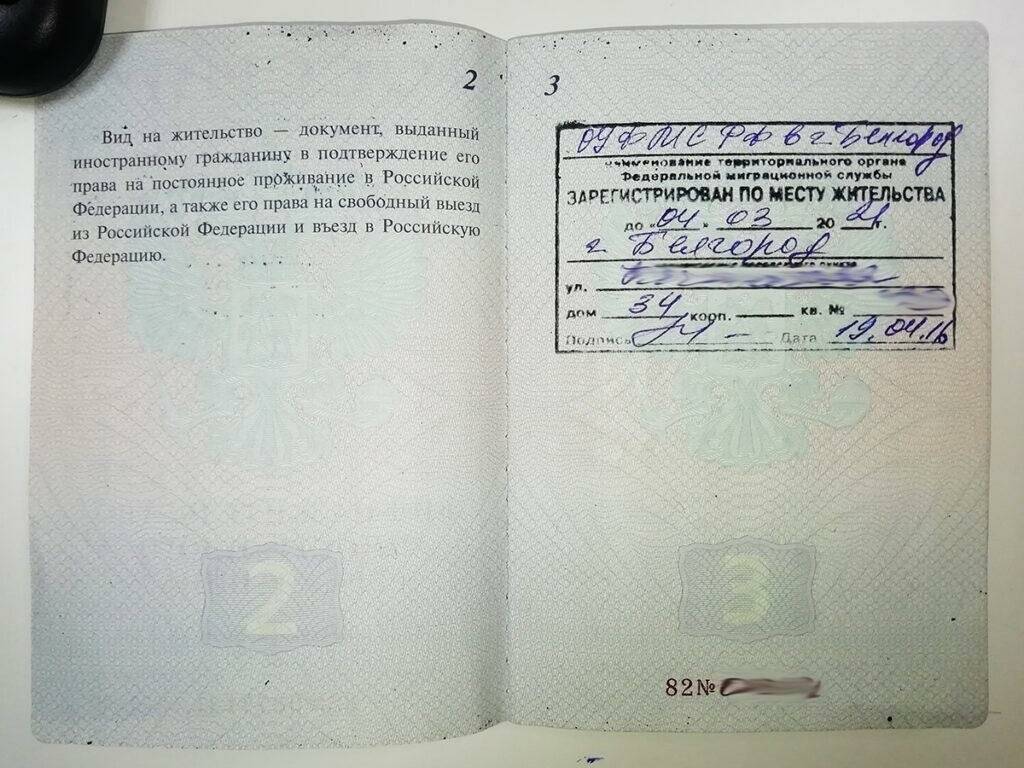 2
Вид на жительство — документ, выданный
иностранному гражданину в подтверждение его
права на постоянное проживание в Российской
Федерации, а также его права на свободный выезд
из Российской Федерации и въезд в Российскую
Федерацию.
2
3
ОУФМС РФ в г. Белгород
наименование территориального органа
Федеральной миграционной службы
ЗАРЕГИСТРИРОВАН ПО МЕСТУ ЖИТЕЛЬСТВА
до «04» 03 2021г.
г. Белгород
ул.
дом 34 корп. — кв. №
Подпись Дата 19.04.16
3
82№